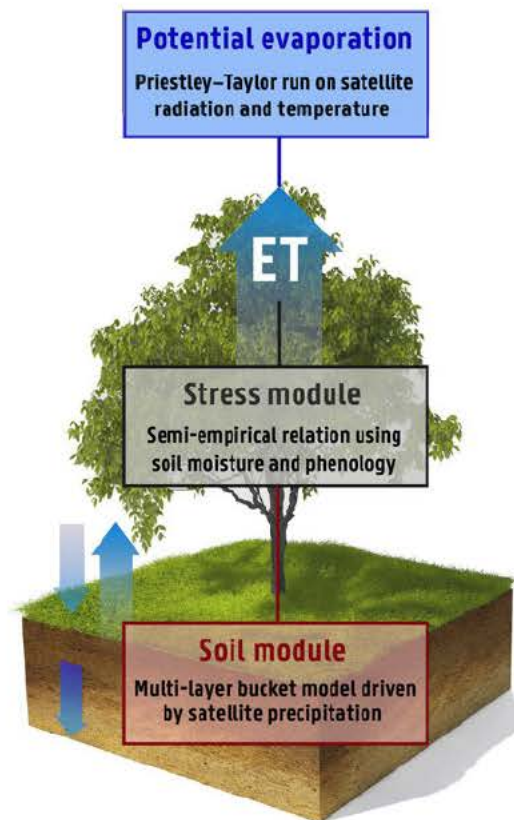 Potential evaporation
Priestley–Taylor run on satellite
radiation and temperature
ET
Stress module
Semi-empirical relation using
soil moisture and phenology
Soil module
Multi-layer bucket model driven
by satellite precipitation